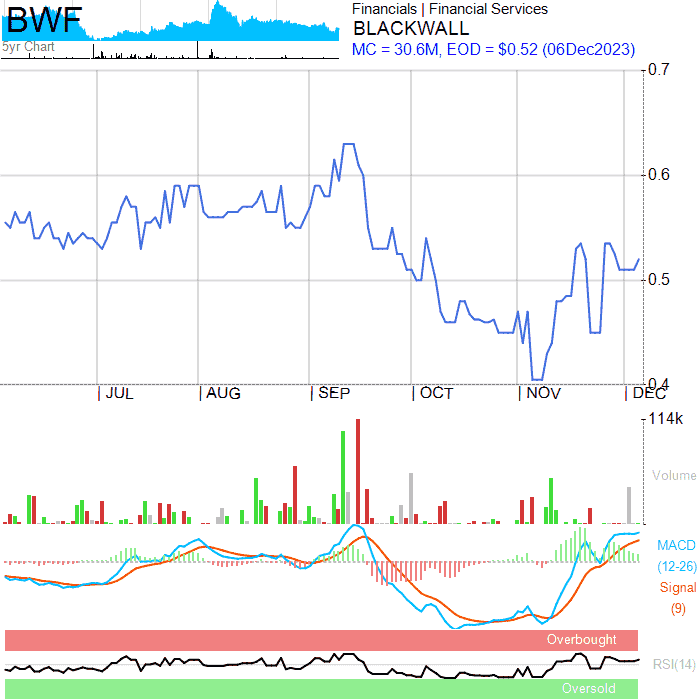 BWF
5yr Chart
Financials | Financial Services
BLACKWALL
MC = 30.6M, EOD = $0.52 (06Dec2023)
0.7
0.6
0.5
0.4
| JUL
| AUG
| SEP
| OCT
| NOV
| DEC
114k
Volume
MACD
(12-26)
Signal
(9)
Overbought
RSI(14)
Oversold